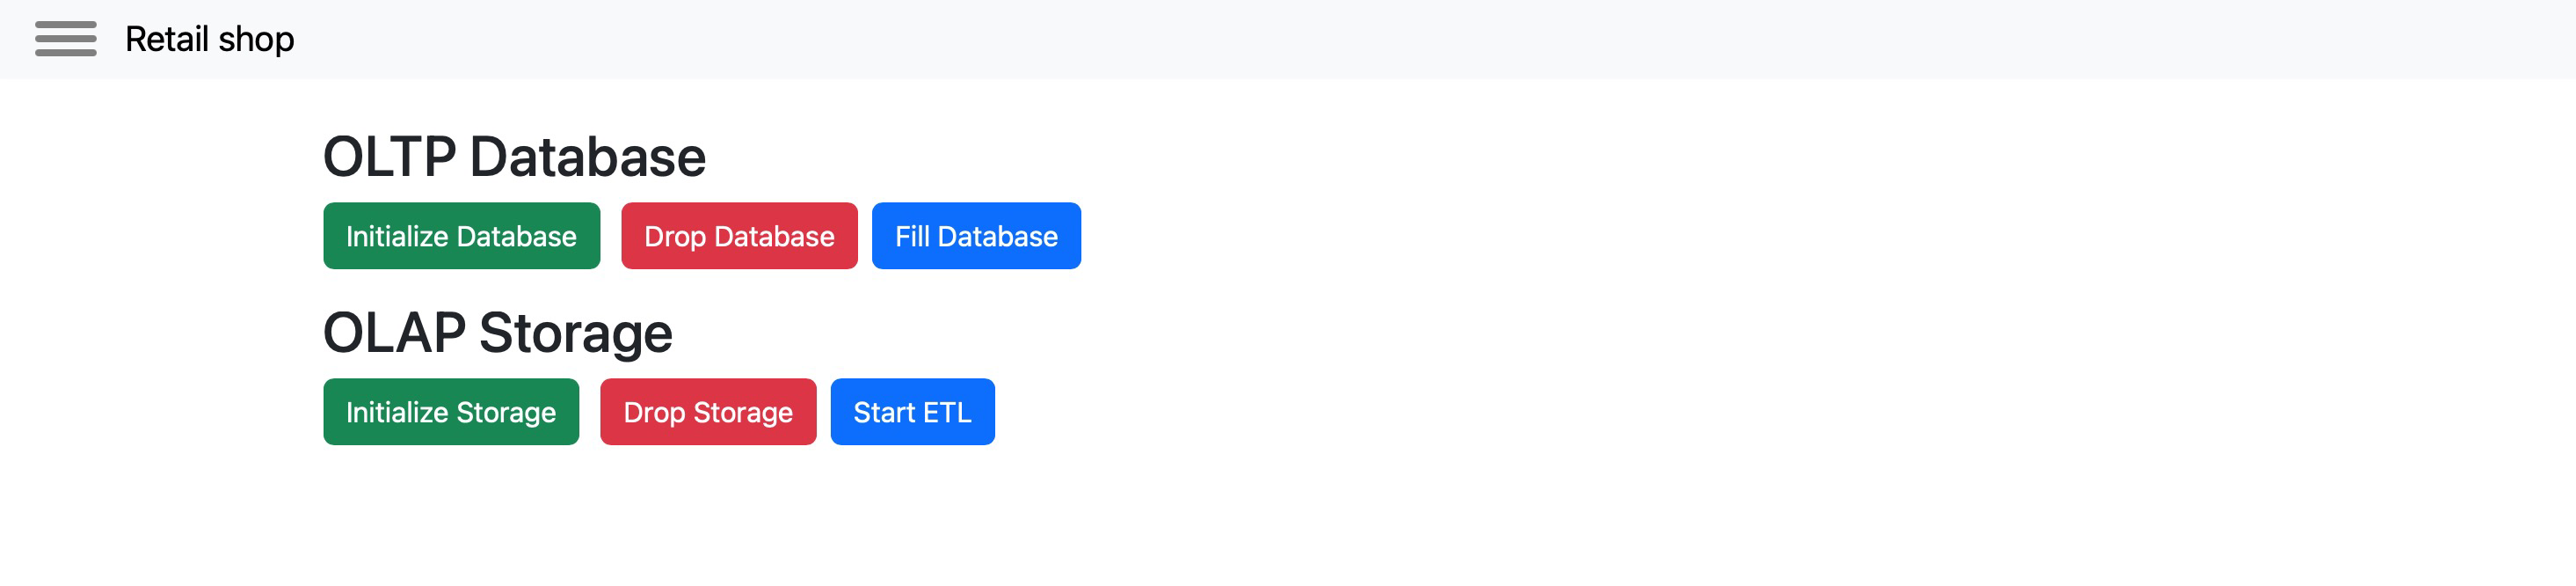 Retail shop
OLTP Database
Initialize Database Drop Database Fill Database
OLAP Storage
Initialize Storage Drop Storage Start ETL